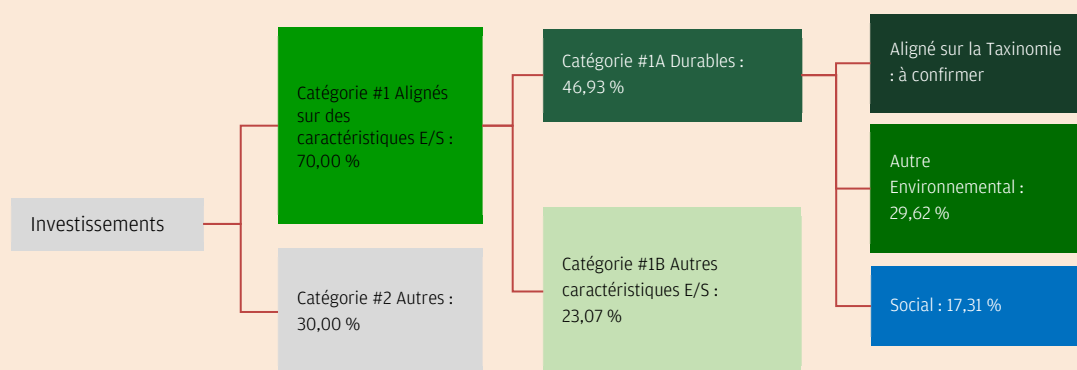 Investissements
Catégorie #1 Alignés
sur des
caractéristiques E/S :
70,00 %
Catégorie #2 Autres :
30,00 %
Catégorie #1A Durables :
46,93 %
Catégorie #1B Autres
caractéristiques E/S :
23,07 %
Aligné sur la Taxinomie
: à confirmer
Autre
Environnemental :
29,62 %
Social : 17,31 %